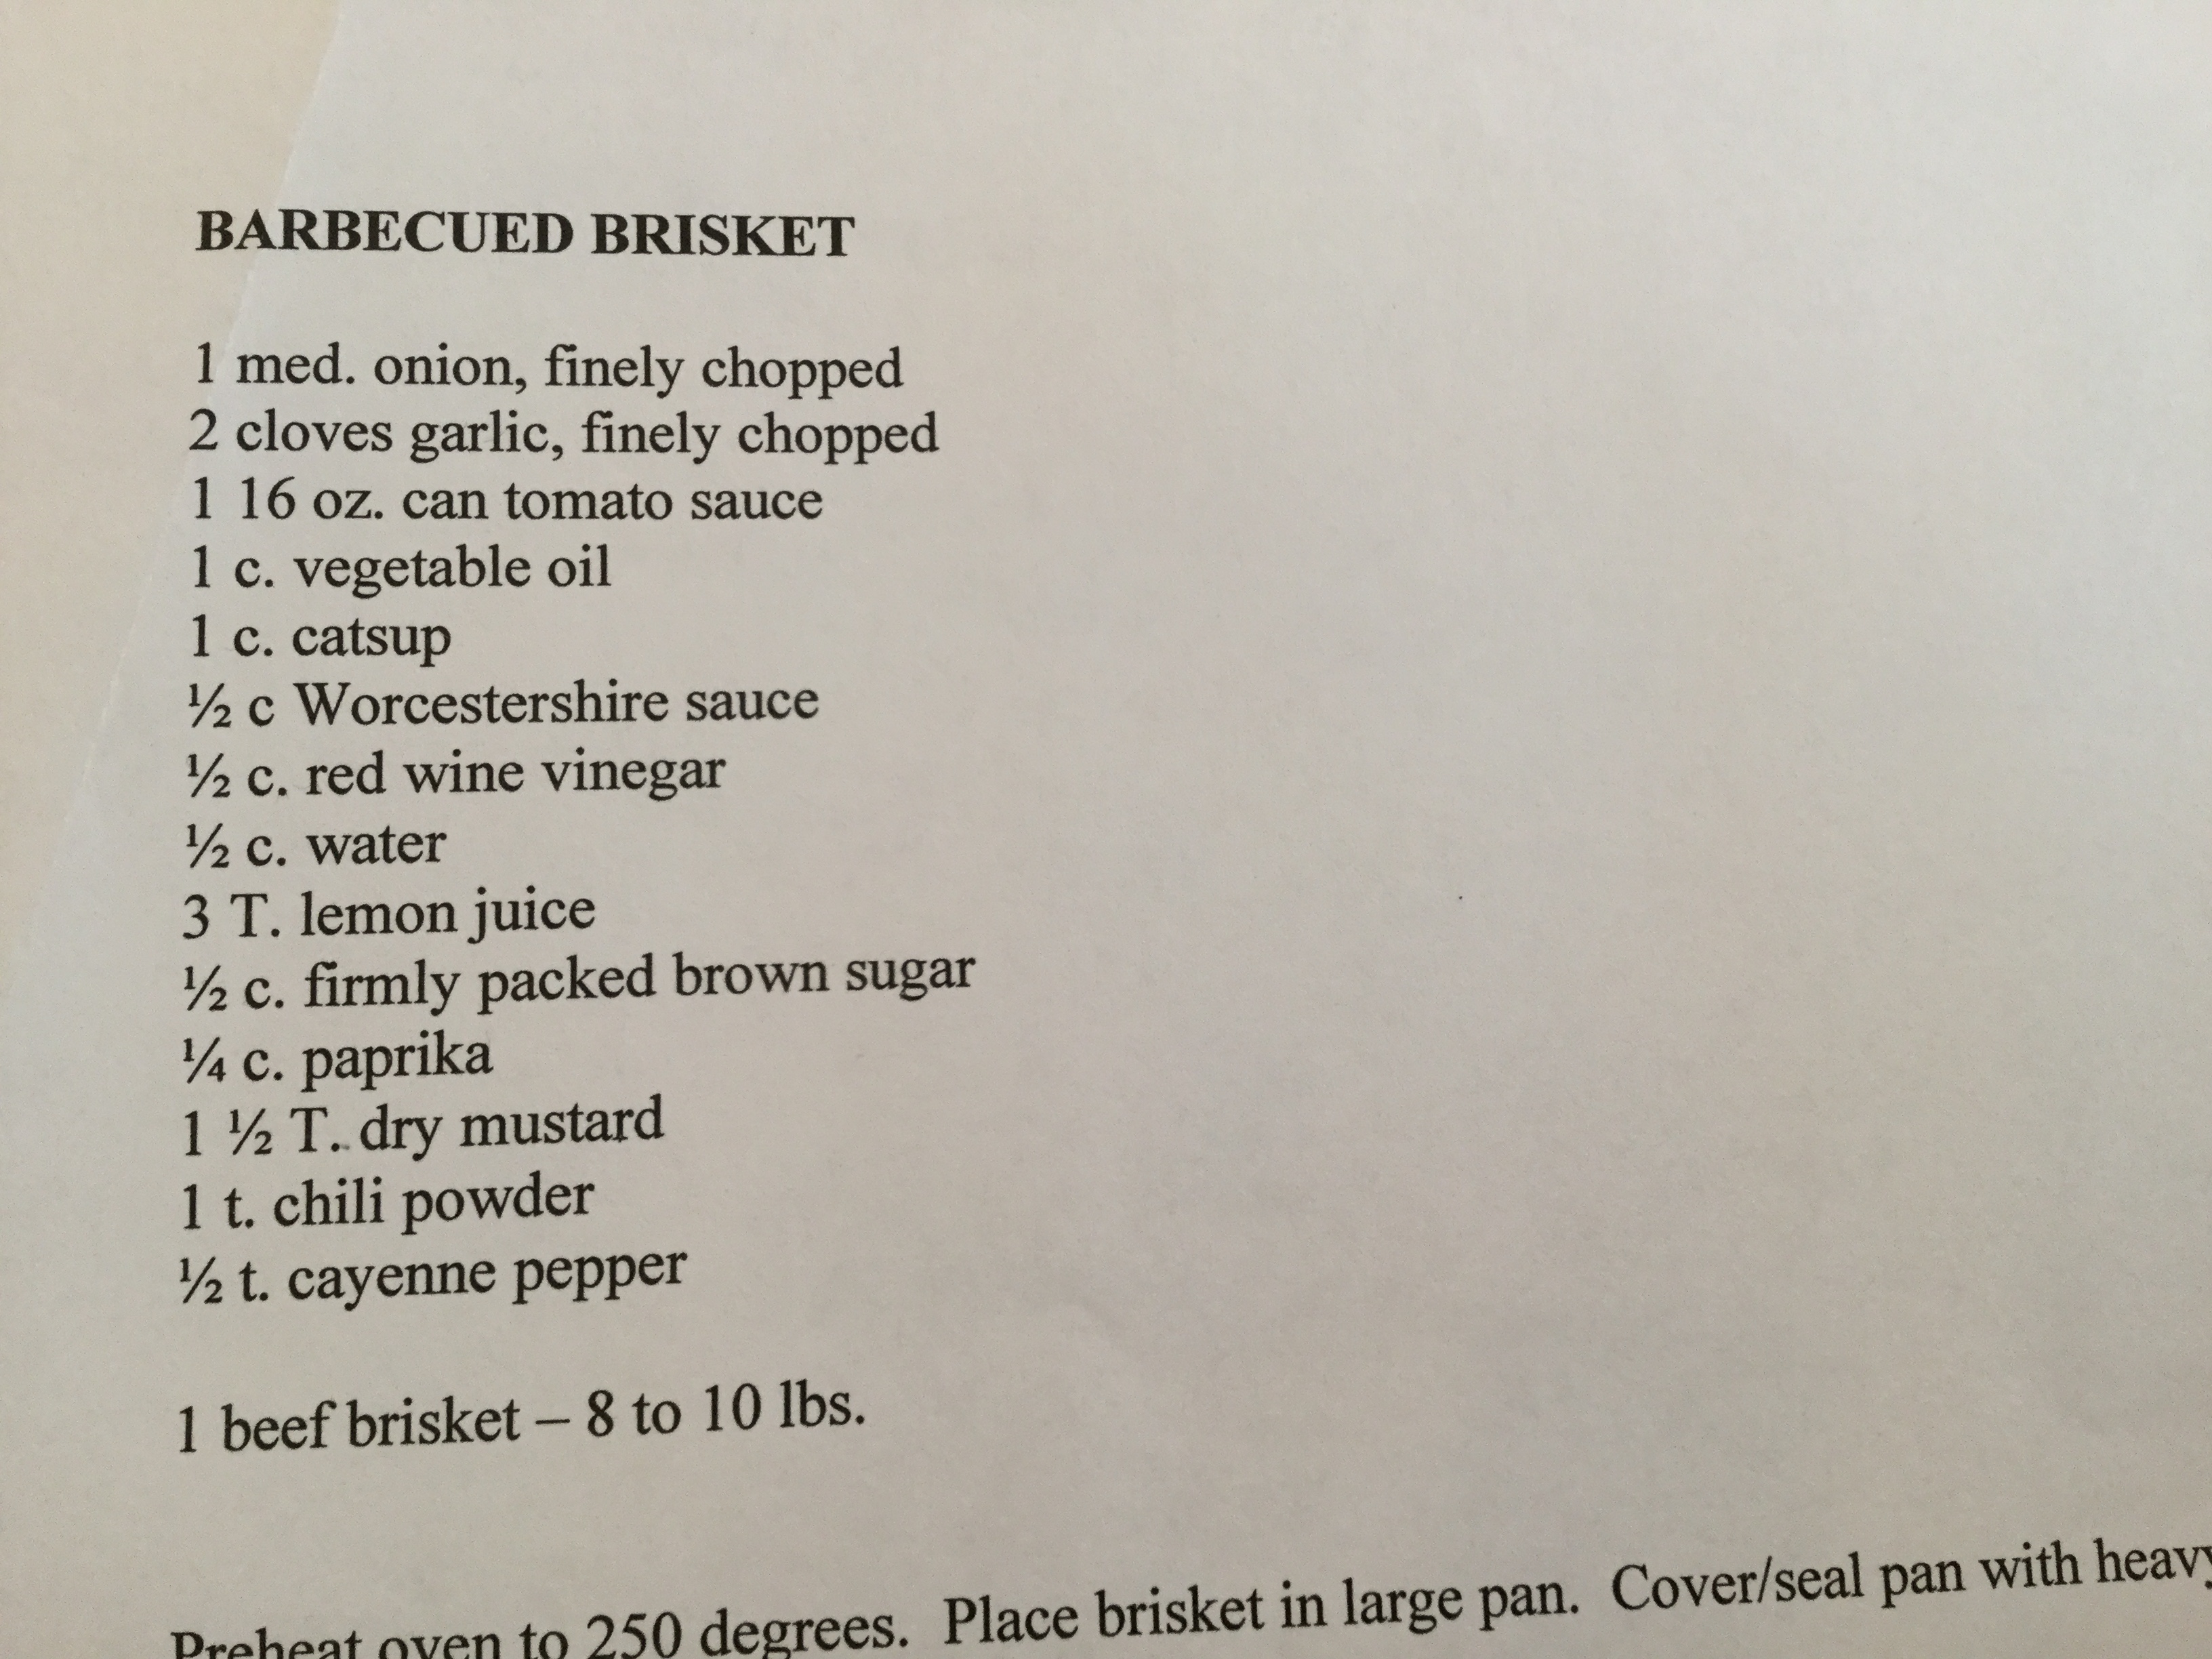 BARBECUED BRISKET
1 med. onion, finely chopped
2 cloves garlic, finely chopped
1 16 oz. can tomato sauce
1 c. vegetable oil
1 c. catsup
½ c Worcestershire sauce
½ c. red wine vinegar
½ c. water
3 T. lemon juice
½ c. firmly packed brown sugar
¼ c. paprika
1 ½ T. dry mustard
1 t. chili powder
½ t. cayenne pepper
1 beef brisket – 8 to 10 lbs.
Preheat oven to 250 degrees. Place brisket in large pan. Cover/seal pan with heavy